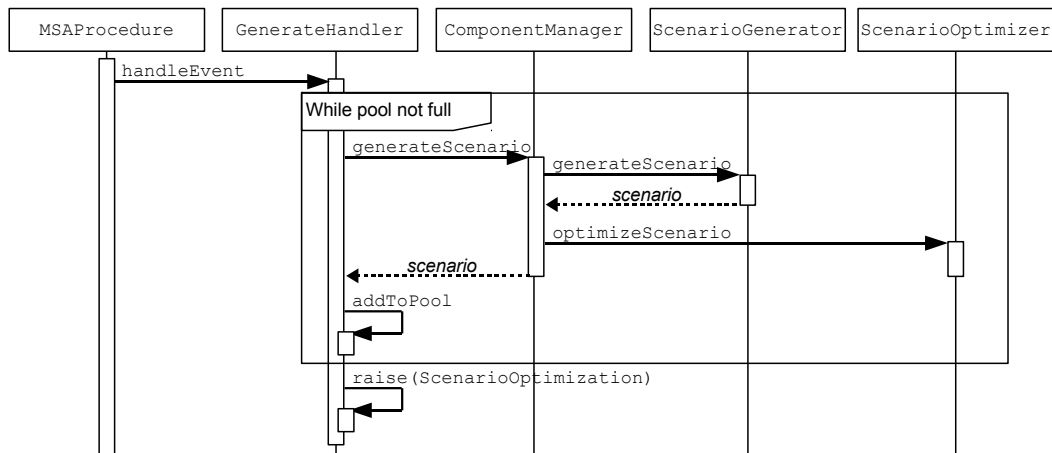 MSAProcedure
GenerateHandler
ComponentManager
ScenarioGenerator
ScenarioOptimizer
handleEvent
While pool not full
generateScenario
generateScenario
scenario
optimizeScenario
scenario
addToPool
raise(ScenarioOptimization)